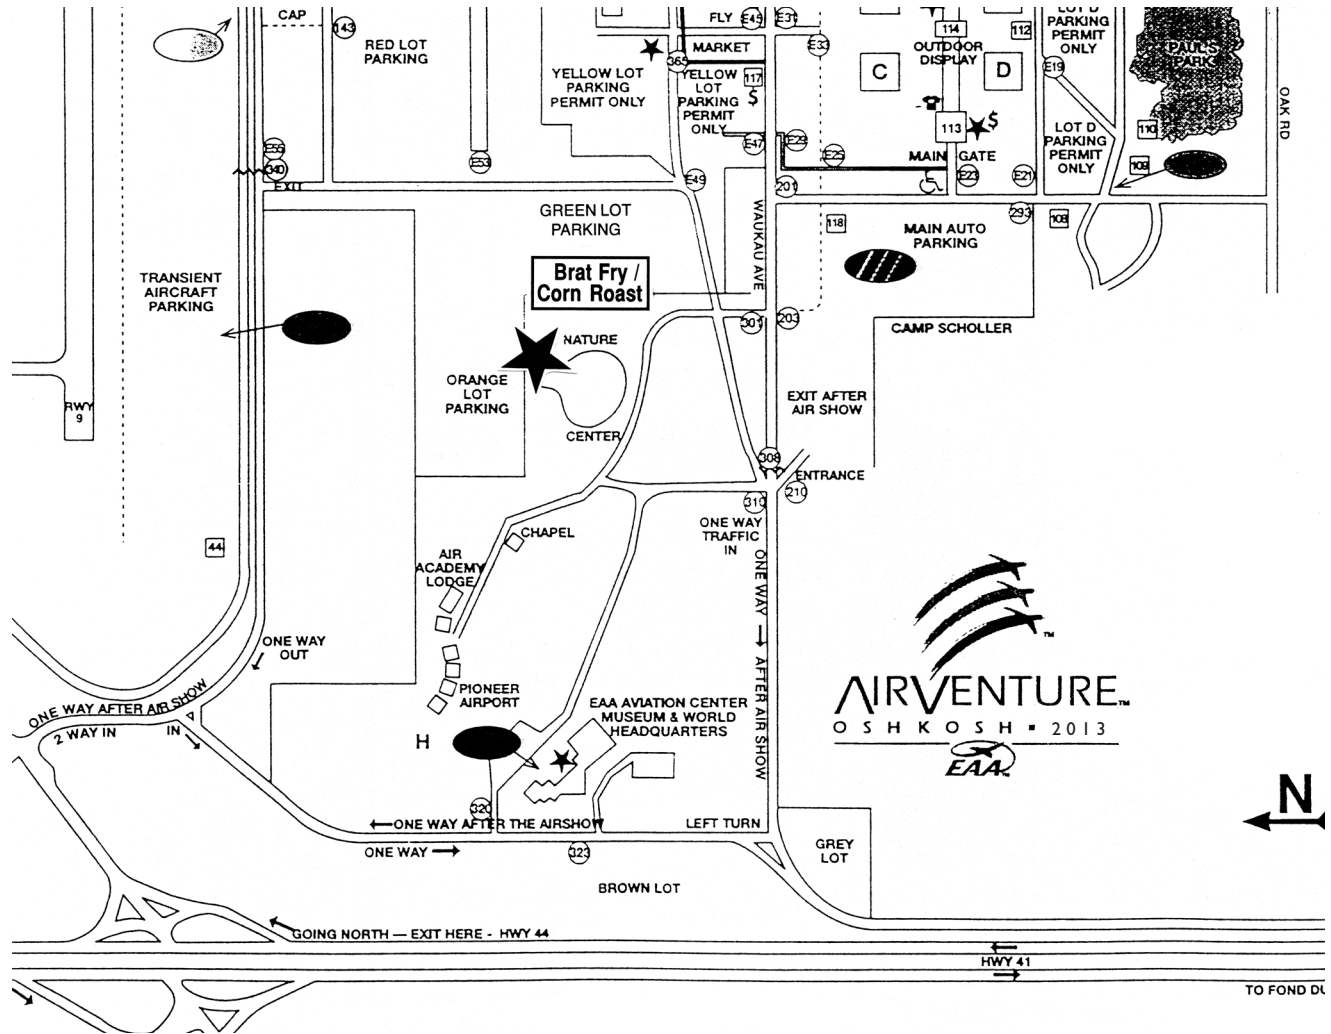 CAP
143
RED LOT
PARKING
FLY
E45
E31
E33
MARKET
365
YELLOW LOT
PARKING
PERMIT ONLY
YELLOW
LOT
PARKING
PERMIT
ONLY
117
$
114
OUTDOOR
DISPLAY
112
C
D
LOT D
PARKING
PERMIT
ONLY
E19
PAUL'S
PARK
OAK RD
113
$
110
LOT D
PARKING
PERMIT
ONLY
109
E47
E29
E25
MAIN GATE
E23
E21
E53
340
EXIT
E49
201
GREEN LOT
PARKING
WAUKAU AVE
118
MAIN AUTO
PARKING
293
108
TRANSIENT
AIRCRAFT
PARKING
Brat Fry /
Corn Roast
301
203
CAMP SCHOLLER
NATURE
CENTER
ORANGE
LOT
PARKING
RWY
9
EXIT AFTER
AIR SHOW
308
ENTRANCE
310
210
ONE WAY
TRAFFIC
IN
44
CHAPEL
AIR
ACADEMY
LODGE
ONE WAY
AFTER AIR SHOW
ONE WAY
OUT
ONE WAY AFTER AIR SHOW
2 WAY IN
IN
PIONEER
AIRPORT
H
EAA AVIATION CENTER
MUSEUM & WORLD
HEADQUARTERS
AIRVENTURE™
OSHKOSH ▪ 2013
EAA
320
ONE WAY AFTER THE AIRSHOW
LEFT TURN
ONE WAY
323
GREY
LOT
N
BROWN LOT
GOING NORTH — EXIT HERE - HWY 44
HWY 41
TO FOND DU